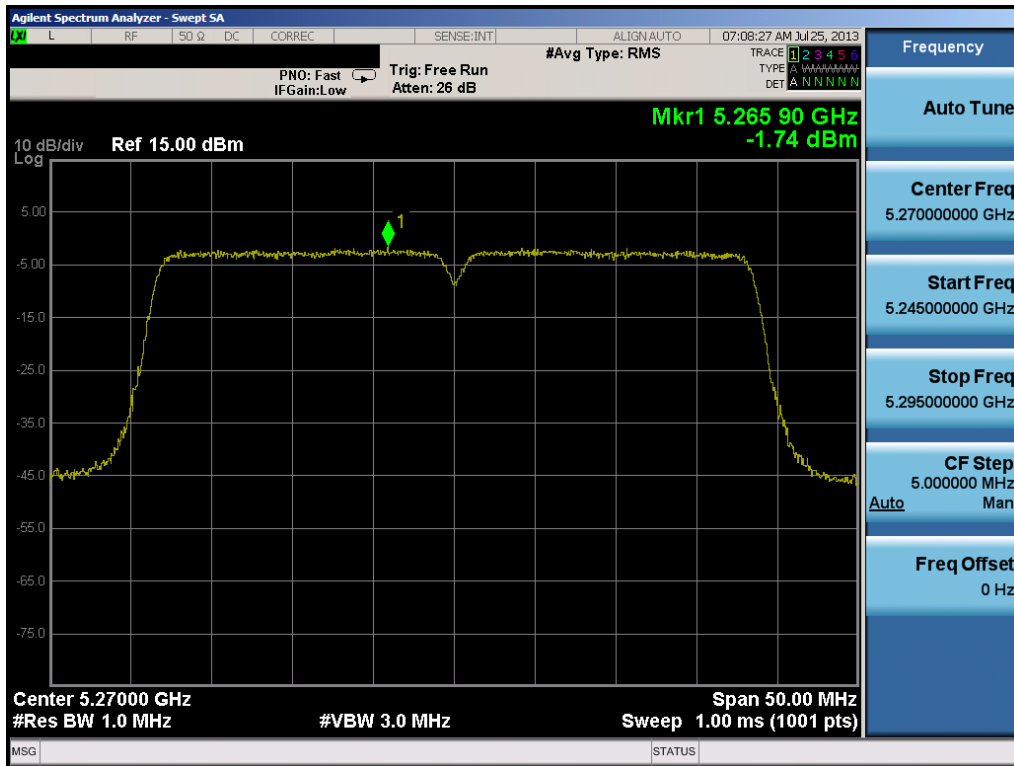 Agilent Spectrum Analyzer - Swept SA
LXI L RF 50 Ω DC CORREC SENSE:INT ALIGN AUTO 07:08:27 AM Jul 25, 2013
#Avg Type: RMS
TRACE 1 2 3 4 5 6
TYPE A WWWWW
DET A N N N N N
PNO: Fast
IFGain:Low
Trig: Free Run
Atten: 26 dB
Mkr1 5.265 90 GHz
-1.74 dBm
10 dB/div Ref 15.00 dBm
Log
1
5.00
-5.00
-15.0
-25.0
-35.0
-45.0
-55.0
-65.0
-75.0
Center 5.27000 GHz Span 50.00 MHz
#Res BW 1.0 MHz #VBW 3.0 MHz Sweep 1.00 ms (1001 pts)
MSG STATUS
Frequency
Auto Tune
Center Freq
5.270000000 GHz
Start Freq
5.245000000 GHz
Stop Freq
5.295000000 GHz
CF Step
5.000000 MHz
Auto Man
Freq Offset
0 Hz